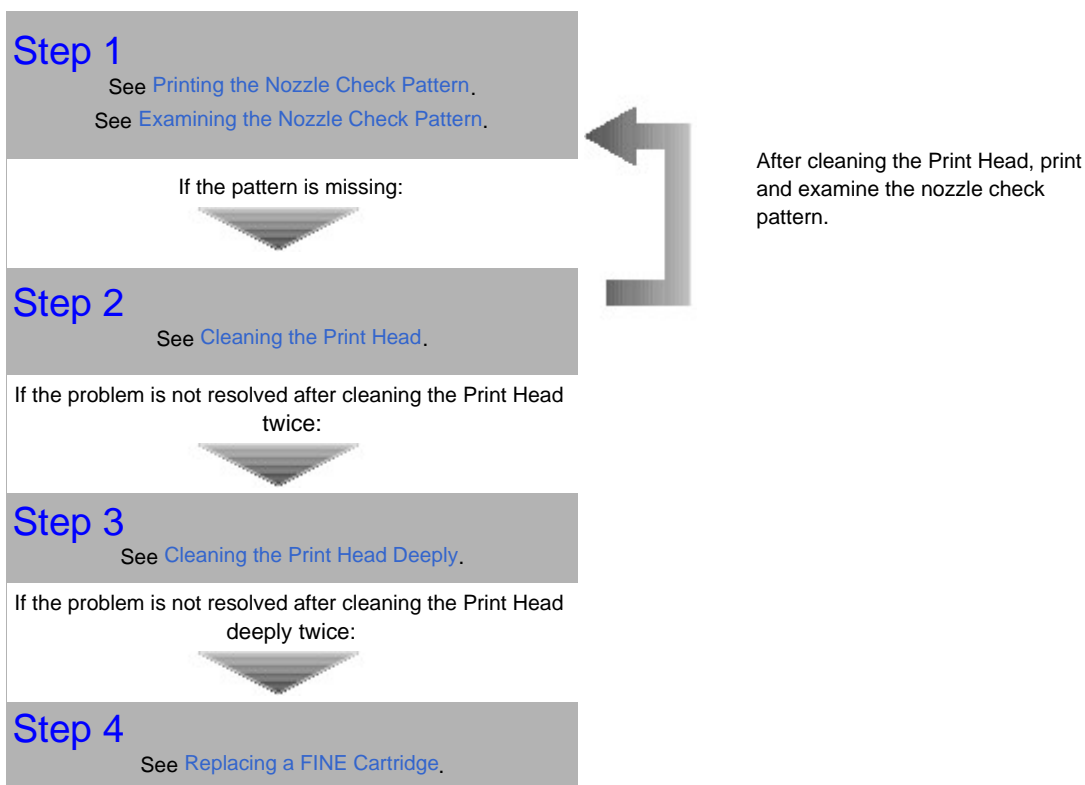 Step 1
See Printing the Nozzle Check Pattern.
See Examining the Nozzle Check Pattern.
If the pattern is missing:
After cleaning the Print Head, print
and examine the nozzle check
pattern.
Step 2
See Cleaning the Print Head.
If the problem is not resolved after cleaning the Print Head
twice:
Step 3
See Cleaning the Print Head Deeply.
If the problem is not resolved after cleaning the Print Head
deeply twice:
Step 4
See Replacing a FINE Cartridge.